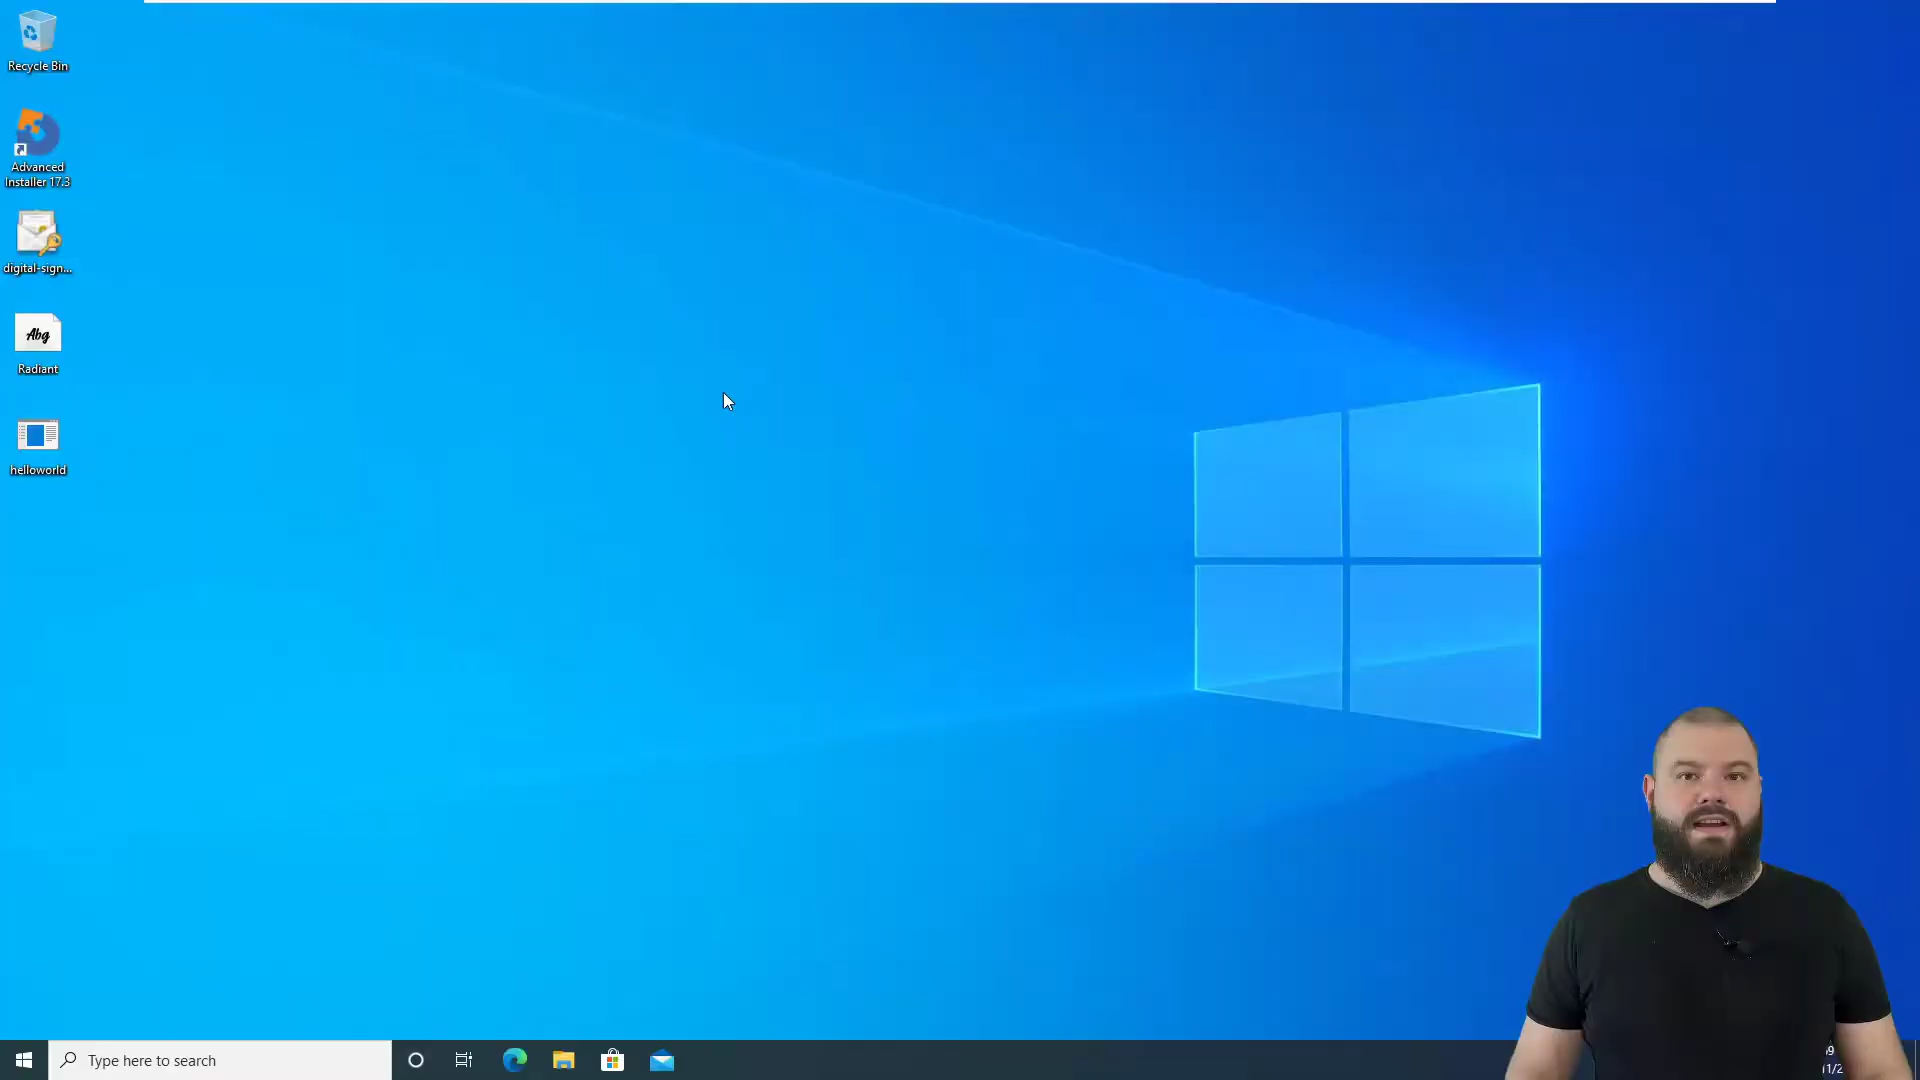 Recycle Bin
Advanced
Installer 17.3
digital-sign...
Abg
Radiant
helloworld
Type here to search